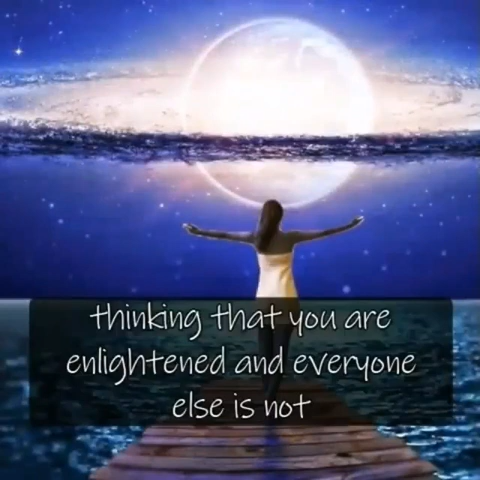 thinking that you are
enlightened and everyone
else is not